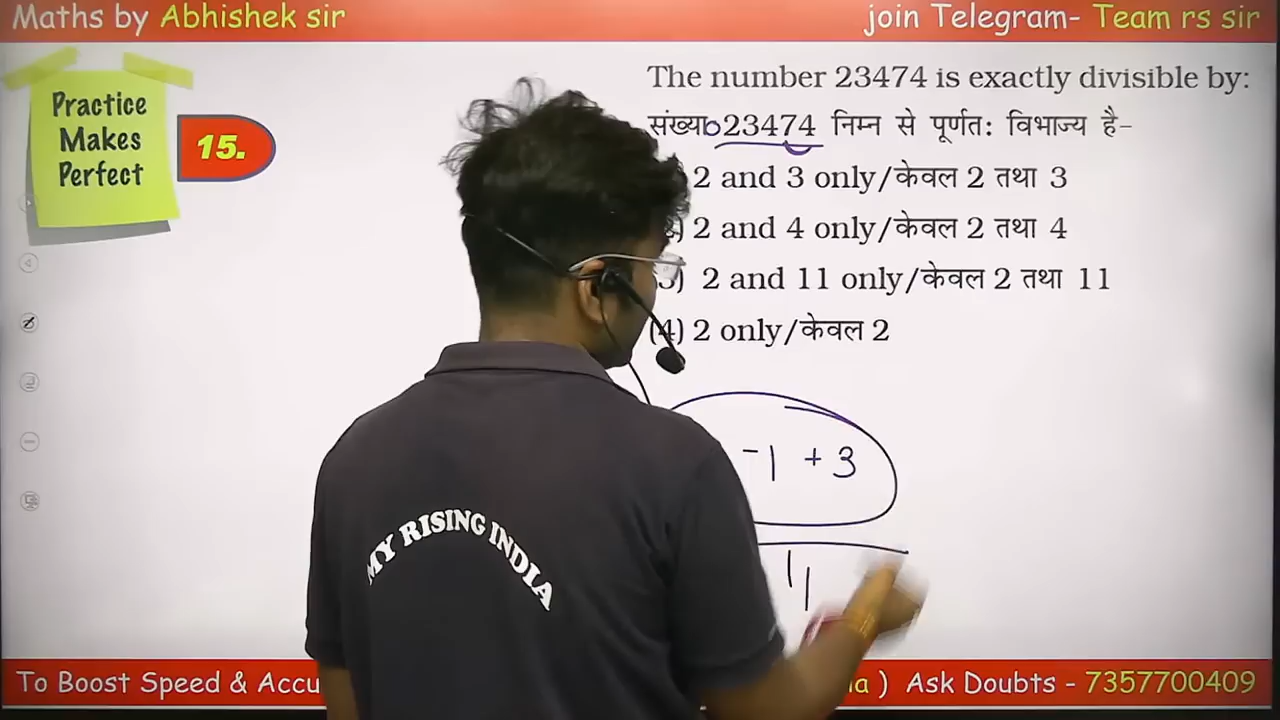 Maths by Abhishek sir
join Telegram- Team rs sir
Practice
Makes
Perfect
15.
The number 23474 is exactly divisible by:
संख्या 23474 निम्न से पूर्णत: विभाज्य है-
2 and 3 only/केवल 2 तथा 3
2 and 4 only/केवल 2 तथा 4
2 and 11 only/केवल 2 तथा 11
(4) 2 only/केवल 2
-1 + 3
11
MY RISING INDIA
To Boost Speed & Accu
) Ask Doubts - 7357700409